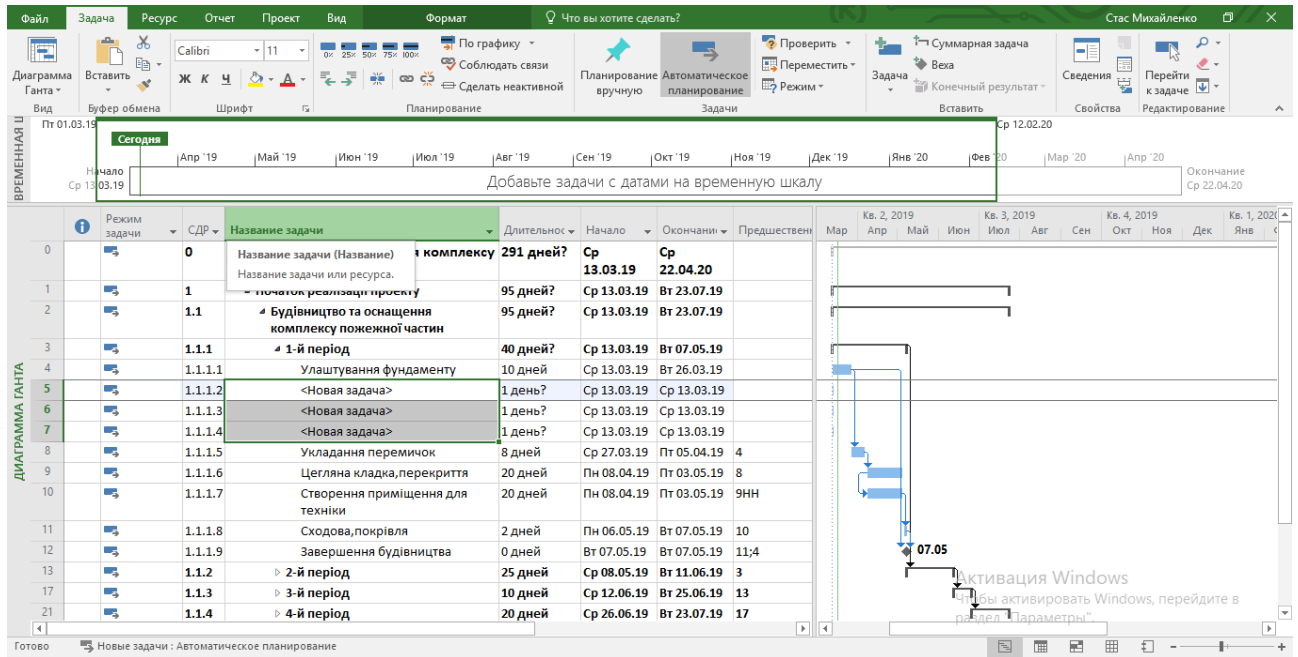 Файл Задача Ресурс Отчет Проект Вид Формат Что вы хотите сделать? Стас Михайленко
Диаграмма Ганта
Вид
Вставить
Буфер обмена
Calibri 11
Ж К Ч А
Шрифт
0% 25% 50% 75% 100%
По графику
Соблюдать связи
Сделать неактивной
Планирование
Планирование вручную
Автоматическое планирование
Проверить
Переместить
Режим
Задачи
Задача
Суммарная задача
Веха
Конечный результат
Вставить
Сведения
Свойства
Перейти к задаче
Редактирование
ВРЕМЕННАЯ Ш
Пт 01.03.19 Ср 12.02.20
Сегодня
Апр '19 Май '19 Июн '19 Июл '19 Авг '19 Сен '19 Окт '19 Ноя '19 Дек '19 Янв '20 Фев '20 Мар '20 Апр '20
Начало
Ср 13.03.19
Добавьте задачи с датами на временную шкалу
Окончание
Ср 22.04.20
ДИАГРАММА ГАНТА
Режим задачи СДР Название задачи Длительнос Начало Окончани Предшествен
Кв. 2, 2019 Кв. 3, 2019 Кв. 4, 2019 Кв. 1, 2020
Мар Апр Май Июн Июл Авг Сен Окт Ноя Дек Янв
Название задачи (Название)
Название задачи или ресурса.
0 0 комплексу 291 дней? Ср 13.03.19 Ср 22.04.20
1 1 Початок реалізації проекту 95 дней? Ср 13.03.19 Вт 23.07.19
2 1.1 Будівництво та оснащення комплексу пожежної частин 95 дней? Ср 13.03.19 Вт 23.07.19
3 1.1.1 1-й період 40 дней? Ср 13.03.19 Вт 07.05.19
4 1.1.1.1 Улаштування фундаменту 10 дней Ср 13.03.19 Вт 26.03.19
5 1.1.1.2 <Новая задача> 1 день? Ср 13.03.19 Ср 13.03.19
6 1.1.1.3 <Новая задача> 1 день? Ср 13.03.19 Ср 13.03.19
7 1.1.1.4 <Новая задача> 1 день? Ср 13.03.19 Ср 13.03.19
8 1.1.1.5 Укладання перемичок 8 дней Ср 27.03.19 Пт 05.04.19 4
9 1.1.1.6 Цегляна кладка,перекриття 20 дней Пн 08.04.19 Пт 03.05.19 8
10 1.1.1.7 Створення приміщення для техніки 20 дней Пн 08.04.19 Пт 03.05.19 9НН
11 1.1.1.8 Сходова,покрівля 2 дней Пн 06.05.19 Вт 07.05.19 10
12 1.1.1.9 Завершення будівництва 0 дней Вт 07.05.19 Вт 07.05.19 11;4
07.05
13 1.1.2 2-й період 25 дней Ср 08.05.19 Вт 11.06.19 3
17 1.1.3 3-й період 10 дней Ср 12.06.19 Вт 25.06.19 13
21 1.1.4 4-й період 20 дней Ср 26.06.19 Вт 23.07.19 17
Активация Windows
Чтобы активировать Windows, перейдите в
раздел "Параметры".
Готово Новые задачи : Автоматическое планирование